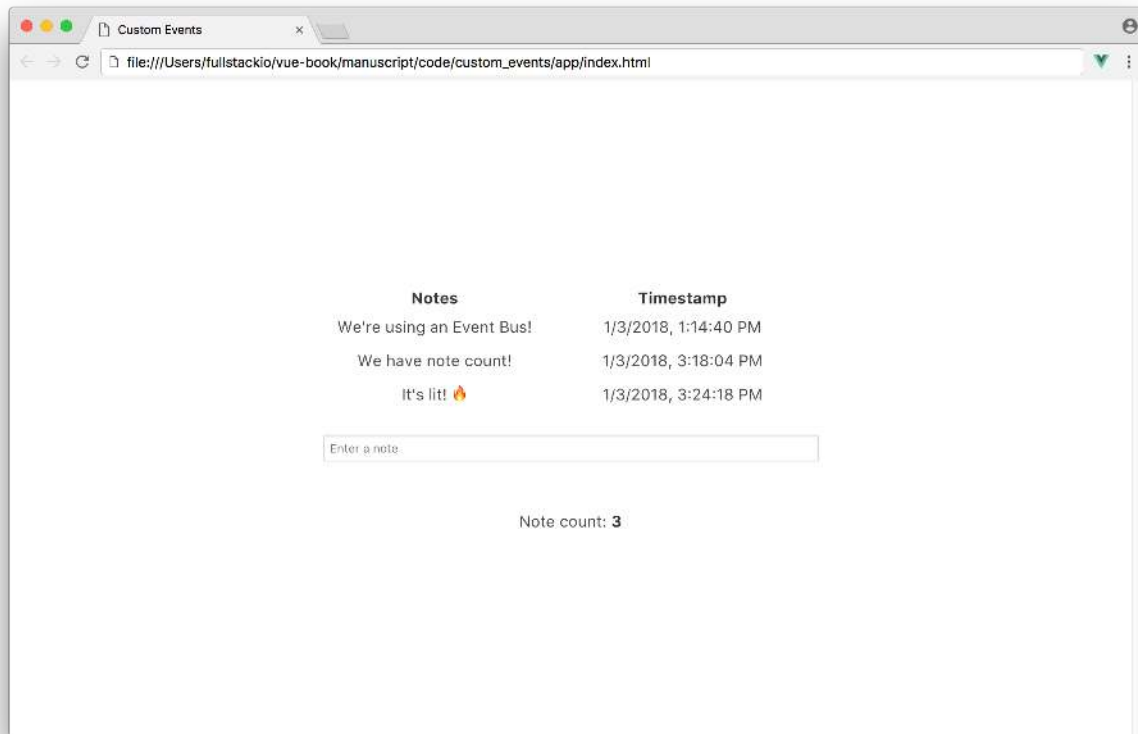 Custom Events
file:///Users/fullstackio/vue-book/manuscript/code/custom_events/app/index.html
Notes Timestamp
We're using an Event Bus! 1/3/2018, 1:14:40 PM
We have note count! 1/3/2018, 3:18:04 PM
It's lit! 🔥 1/3/2018, 3:24:18 PM
Enter a note
Note count: 3